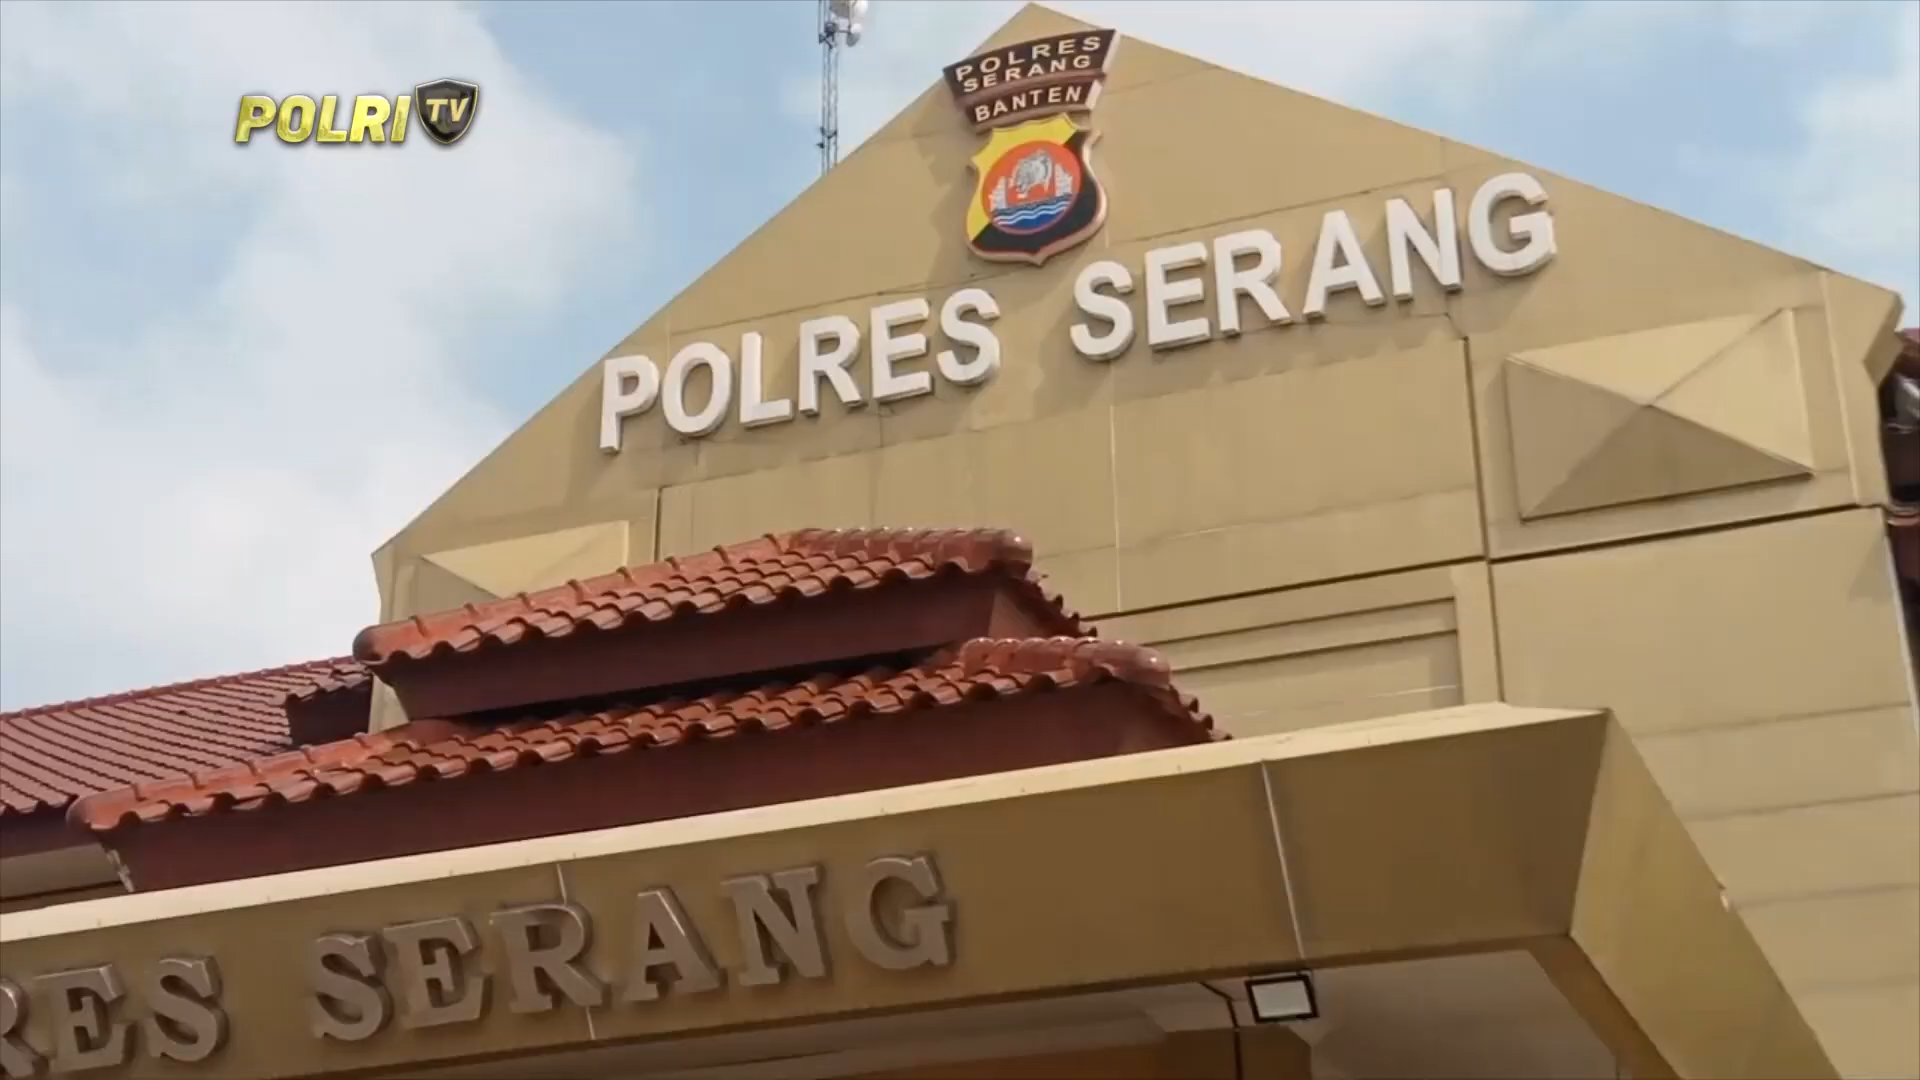 POLRI TV
POLRES
SERANG
BANTEN
POLRES SERANG
RES SERANG